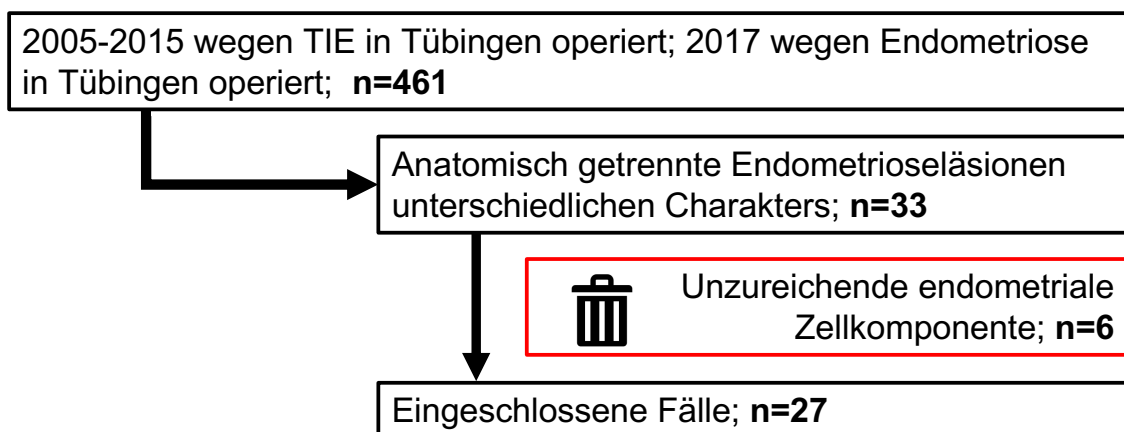 2005-2015 wegen TIE in Tübingen operiert; 2017 wegen Endometriose
in Tübingen operiert; n=461
Anatomisch getrennte Endometrioseläsionen
unterschiedlichen Charakters; n=33
Unzureichende endometriale
Zellkomponente; n=6
Eingeschlossene Fälle; n=27